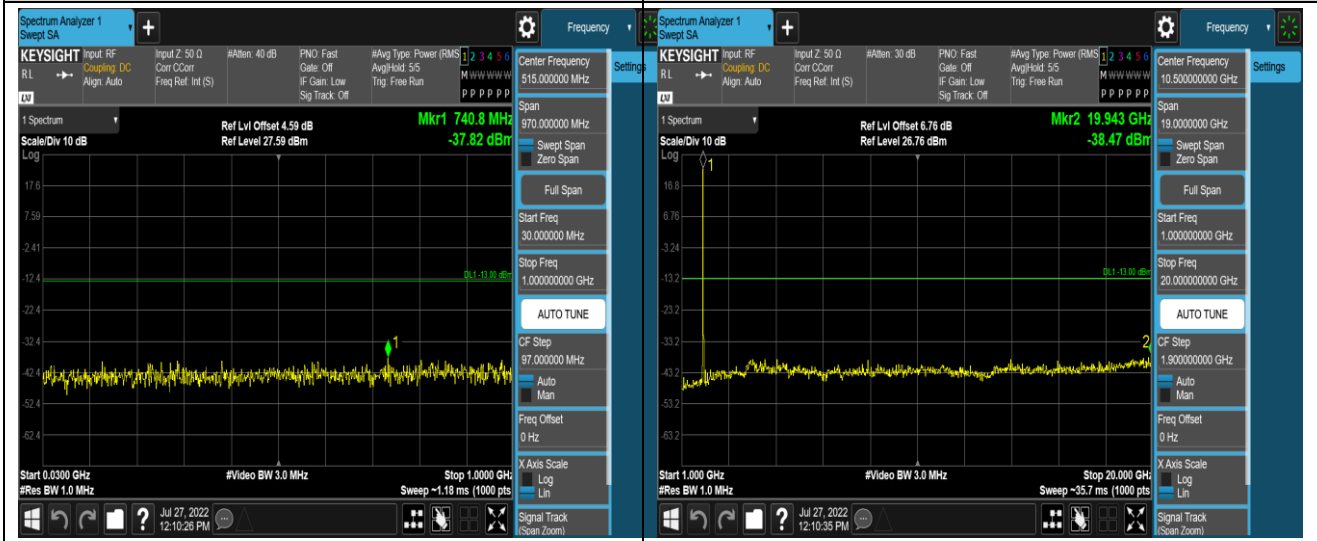 Spectrum Analyzer 1
Swept SA
+
Frequency
KEYSIGHT
RL
LXI
Input: RF
Coupling: DC
Align: Auto
Input Z: 50 Ω
Corr CCorr
Freq Ref: Int (S)
#Atten: 40 dB
PNO: Fast
Gate: Off
IF Gain: Low
Sig Track: Off
#Avg Type: Power (RMS
Avg|Hold: 5/5
Trig: Free Run
1 2 3 4 5 6
M W W W W W
P P P P P P
1 Spectrum
Scale/Div 10 dB
Log
Ref Lvl Offset 4.59 dB
Ref Level 27.59 dBm
Mkr1 740.8 MHz
-37.82 dBm
17.6
7.59
-2.41
-12.4
-22.4
-32.4
-42.4
-52.4
-62.4
DL1 -13.00 dBm
1
Start 0.0300 GHz
#Res BW 1.0 MHz
#Video BW 3.0 MHz
Stop 1.0000 GHz
Sweep ~1.18 ms (1000 pts
Center Frequency
515.000000 MHz
Span
970.000000 MHz
Swept Span
Zero Span
Full Span
Start Freq
30.000000 MHz
Stop Freq
1.000000000 GHz
AUTO TUNE
CF Step
97.000000 MHz
Auto
Man
Freq Offset
0 Hz
X Axis Scale
Log
Lin
Signal Track
(Span Zoom)
Settings
?
Jul 27, 2022
12:10:26 PM
Spectrum Analyzer 1
Swept SA
+
Frequency
KEYSIGHT
RL
LXI
Input: RF
Coupling: DC
Align: Auto
Input Z: 50 Ω
Corr CCorr
Freq Ref: Int (S)
#Atten: 30 dB
PNO: Fast
Gate: Off
IF Gain: Low
Sig Track: Off
#Avg Type: Power (RMS
Avg|Hold: 5/5
Trig: Free Run
1 2 3 4 5 6
M W W W W W
P P P P P P
1 Spectrum
Scale/Div 10 dB
Log
Ref Lvl Offset 6.76 dB
Ref Level 26.76 dBm
Mkr2 19.943 GHz
-38.47 dBm
16.8
6.76
-3.24
-13.2
-23.2
-33.2
-43.2
-53.2
-63.2
DL1 -13.00 dBm
1
2
Start 1.000 GHz
#Res BW 1.0 MHz
#Video BW 3.0 MHz
Stop 20.000 GHz
Sweep ~35.7 ms (1000 pts
Center Frequency
10.500000000 GHz
Span
19.0000000 GHz
Swept Span
Zero Span
Full Span
Start Freq
1.000000000 GHz
Stop Freq
20.000000000 GHz
AUTO TUNE
CF Step
1.900000000 GHz
Auto
Man
Freq Offset
0 Hz
X Axis Scale
Log
Lin
Signal Track
(Span Zoom)
Settings
?
Jul 27, 2022
12:10:35 PM